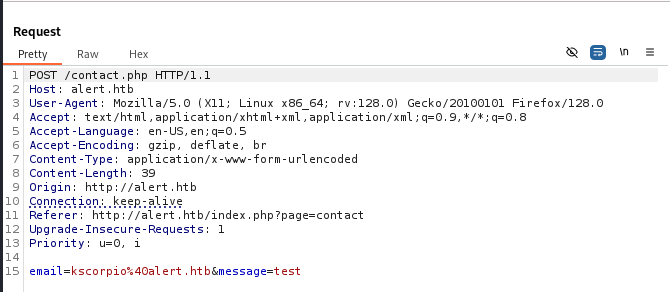 Request
Pretty Raw Hex \n
1 POST /contact.php HTTP/1.1
2 Host: alert.htb
3 User-Agent: Mozilla/5.0 (X11; Linux x86_64; rv:128.0) Gecko/20100101 Firefox/128.0
4 Accept: text/html,application/xhtml+xml,application/xml;q=0.9,*/*;q=0.8
5 Accept-Language: en-US,en;q=0.5
6 Accept-Encoding: gzip, deflate, br
7 Content-Type: application/x-www-form-urlencoded
8 Content-Length: 39
9 Origin: http://alert.htb
10 Connection: keep-alive
11 Referer: http://alert.htb/index.php?page=contact
12 Upgrade-Insecure-Requests: 1
13 Priority: u=0, i
14
15 email=kscorpio%40alert.htb&message=test